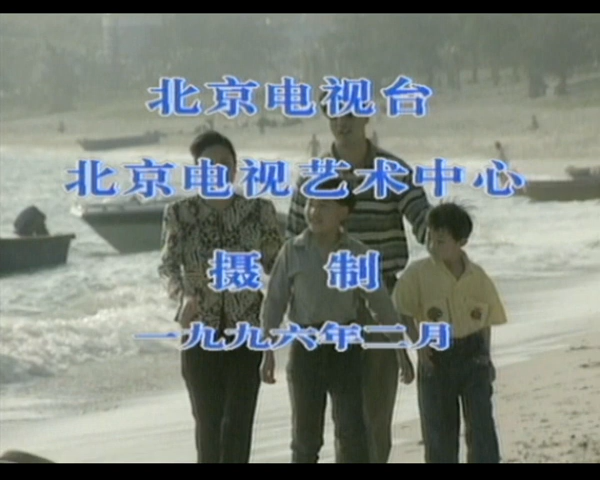 北京电视台
北京电视艺术中心
摄 制
一九九六年二月